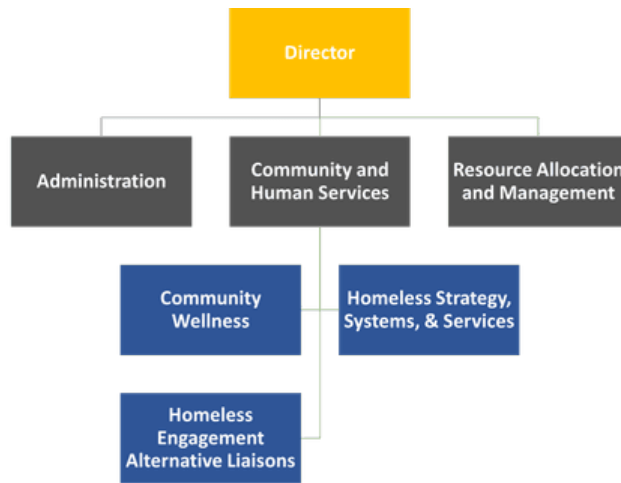 Director
Administration
Community and
Human Services
Resource Allocation
and Management
Community
Wellness
Homeless Strategy,
Systems, & Services
Homeless
Engagement
Alternative Liaisons